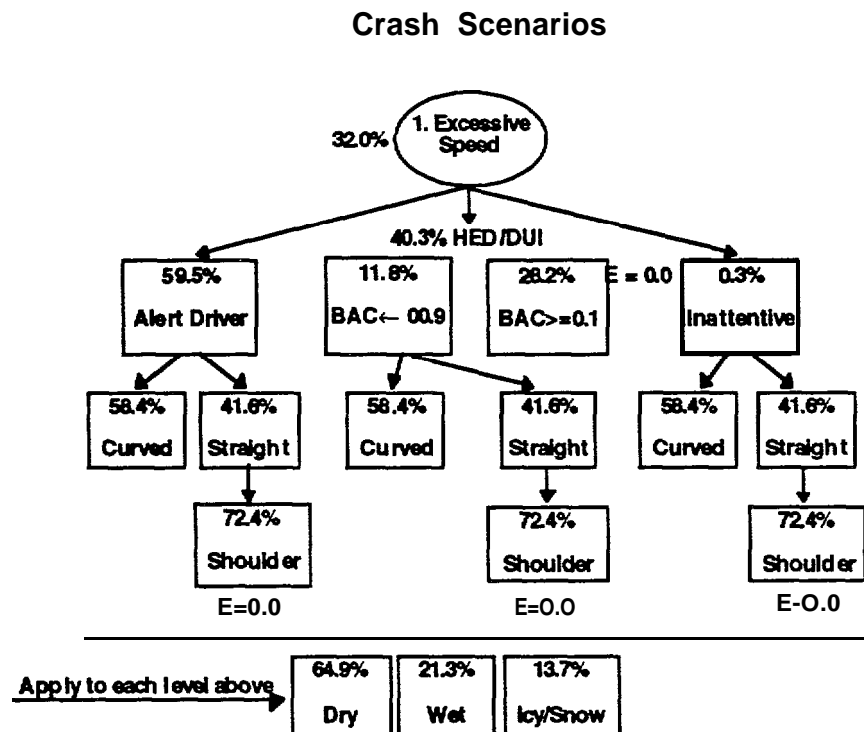 Crash Scenarios
32.0%
1. Excessive
Speed
40.3% HED/DUI
59.5%
Alert Driver
11.8%
BAC← 00.9
28.2%
BAC>=0.1
E = 0.0
0.3%
Inattentive
58.4%
Curved
41.6%
Straight
58.4%
Curved
41.6%
Straight
58.4%
Curved
41.6%
Straight
72.4%
Shoulder
72.4%
Shoulder
72.4%
Shoulder
E=0.0
E=O.O
E-O.0
Apply to each level above
64.9%
Dry
21.3%
Wet
13.7%
Icy/Snow